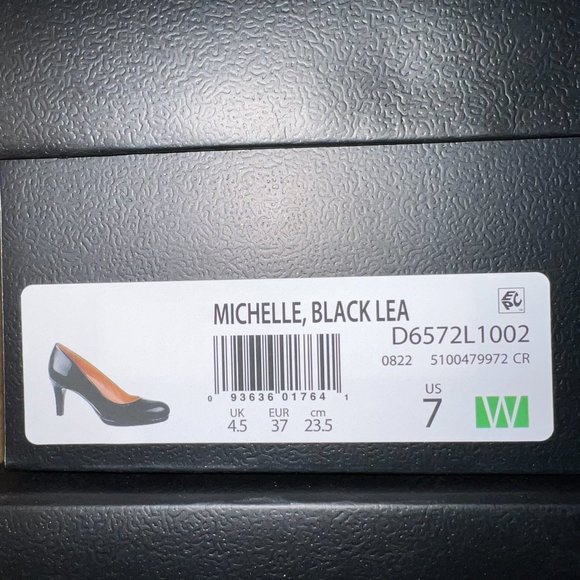 MICHELLE, BLACK LEA
EPC
D6572L1002
0822 5100479972 CR
0 93636 01764 1
UK EUR cm
4.5 37 23.5
US
7 W